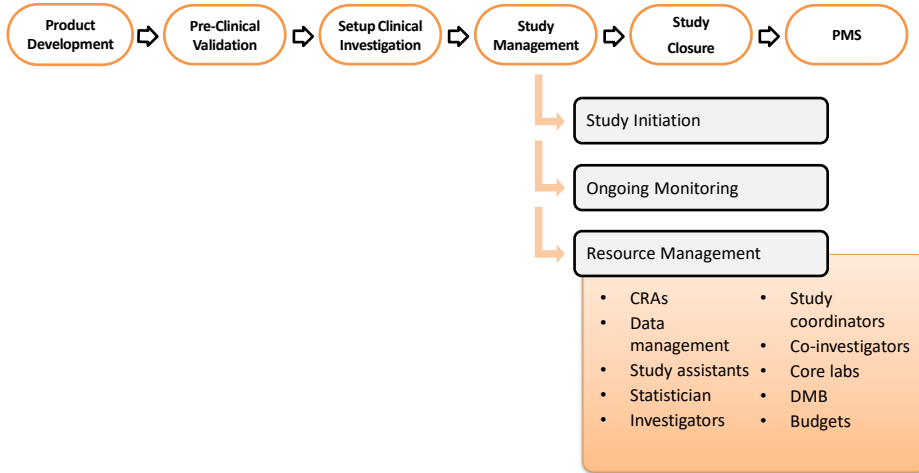 Product
Development
Pre-Clinical
Validation
Setup Clinical
Investigation
Study
Management
Study
Closure
PMS
Study Initiation
Ongoing Monitoring
Resource Management
• CRAs
• Data
management
• Study assistants
• Statistician
• Investigators
• Study
coordinators
• Co-investigators
• Core labs
• DMB
• Budgets